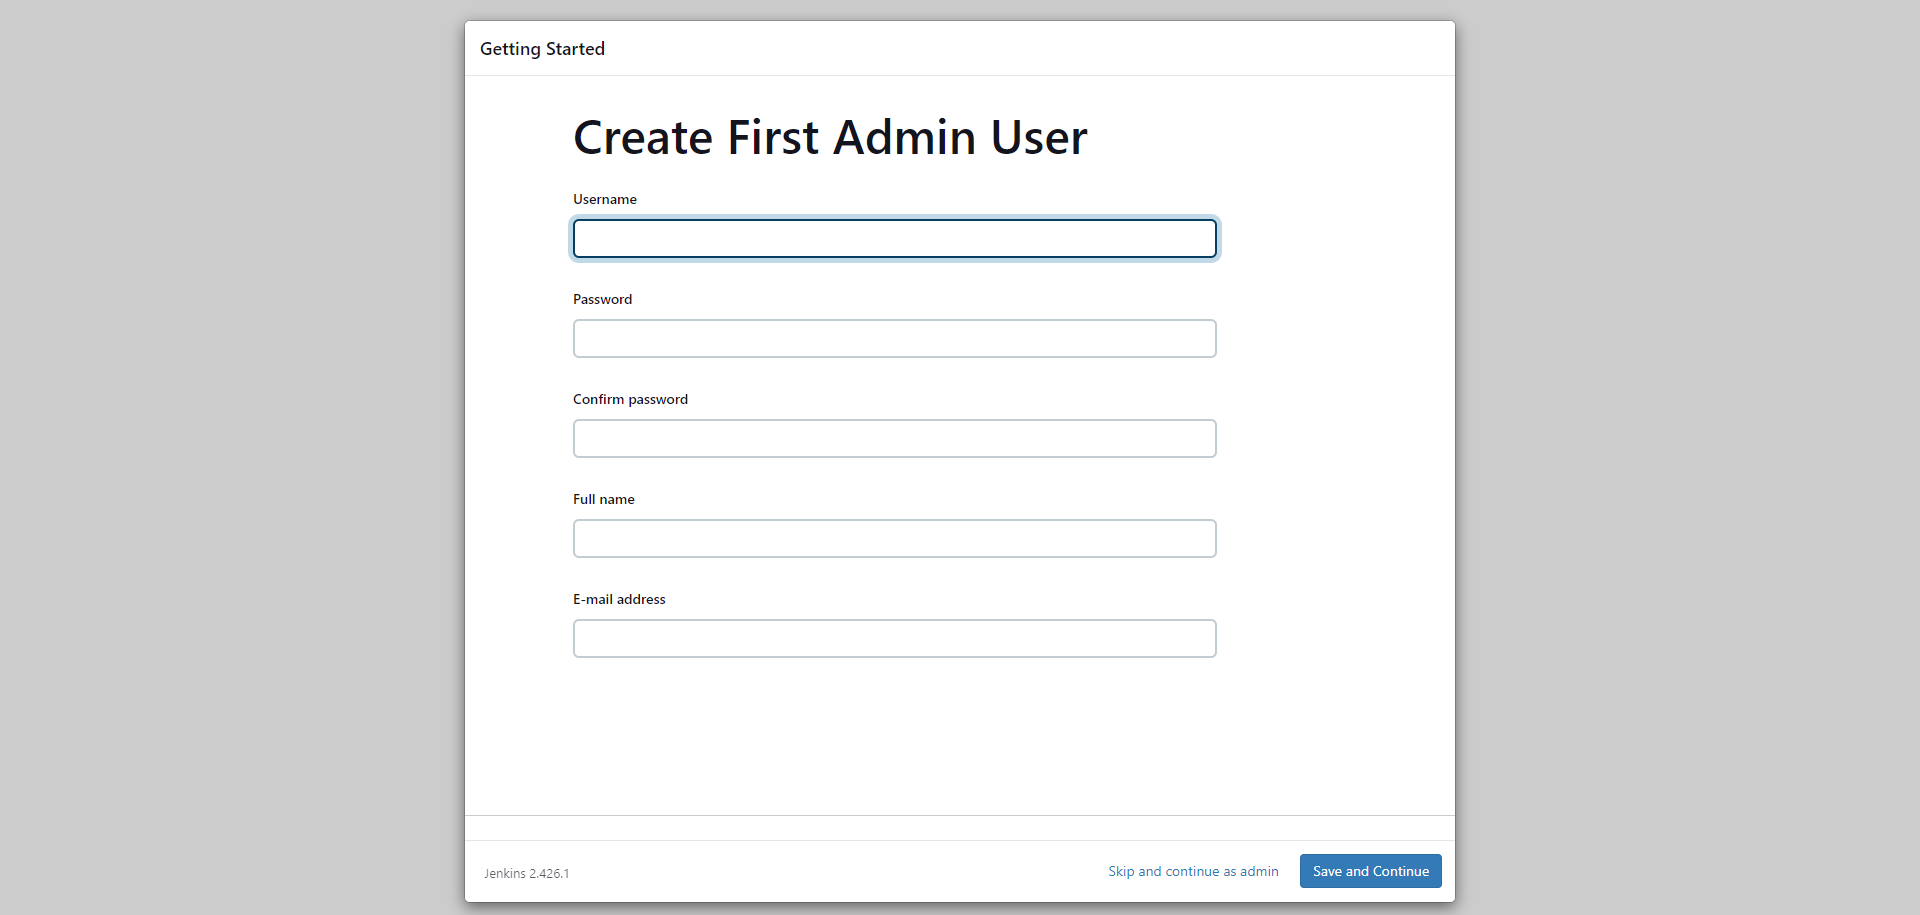 Getting Started
Create First Admin User
Username
Password
Confirm password
Full name
E-mail address
Jenkins 2.426.1
Skip and continue as admin
Save and Continue